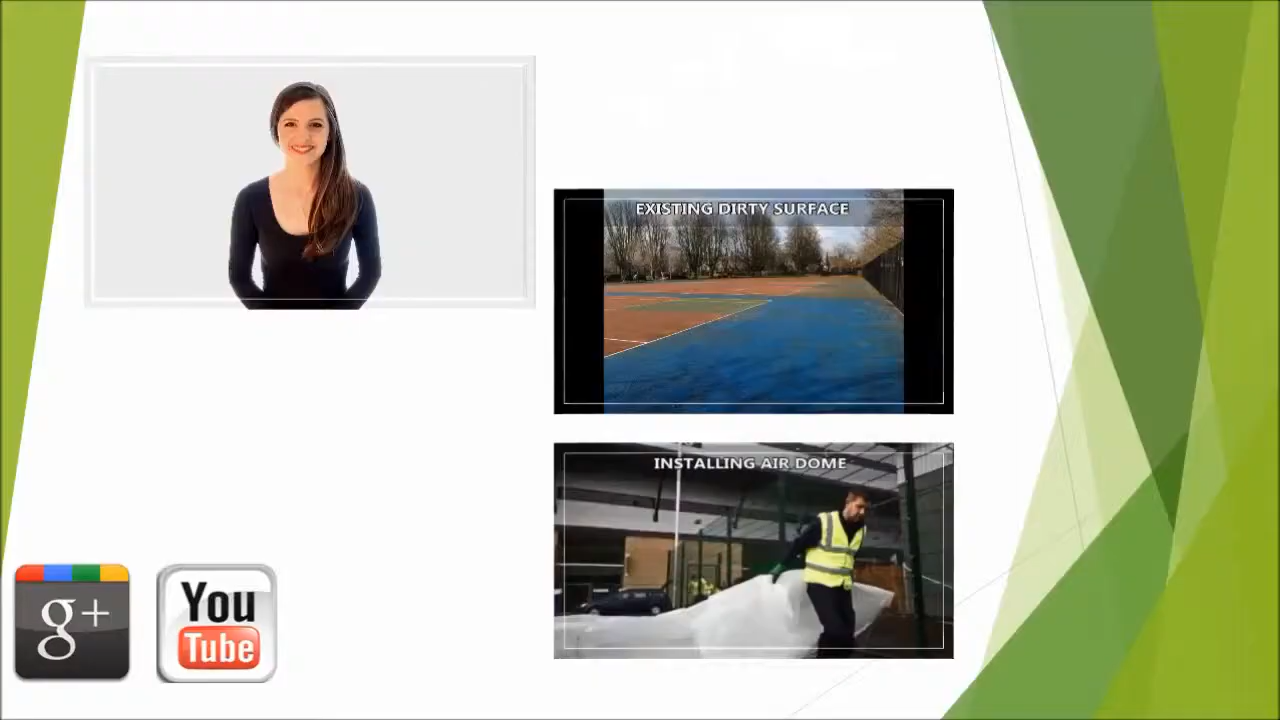 EXISTING DIRTY SURFACE
INSTALLING AIR DOME
g+
You
Tube